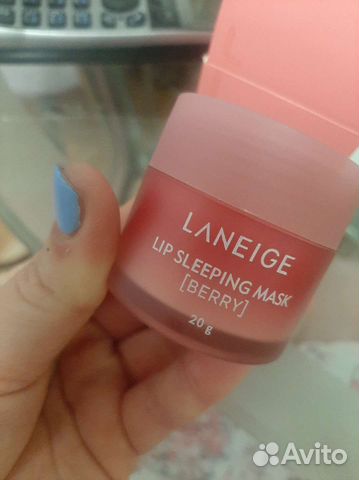 LANEIGE
LIP SLEEPING MASK
[BERRY]
20 g
Avito